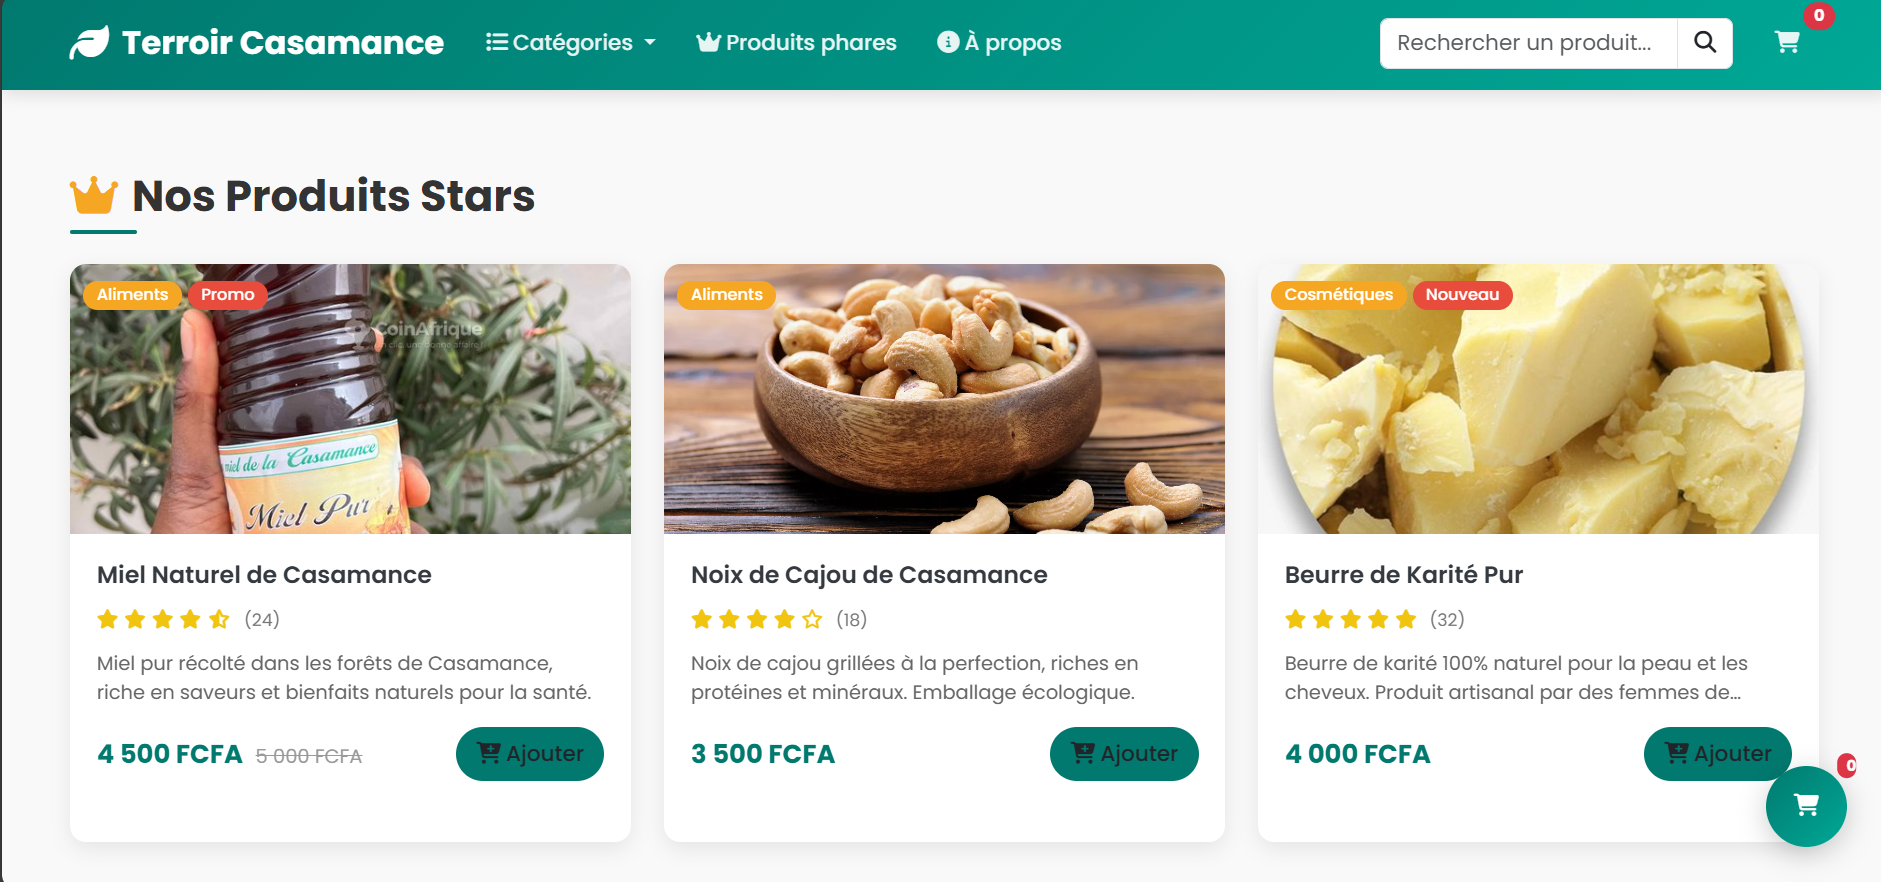 Terroir Casamance
Catégories
Produits phares
À propos
Rechercher un produit...
0
Nos Produits Stars
Aliments
Promo
CoinAfrique
miel de la Casamance
Miel Pur
Miel Naturel de Casamance
(24)
Miel pur récolté dans les forêts de Casamance,
riche en saveurs et bienfaits naturels pour la santé.
4 500 FCFA 5 000 FCFA
Ajouter
Aliments
Noix de Cajou de Casamance
(18)
Noix de cajou grillées à la perfection, riches en
protéines et minéraux. Emballage écologique.
3 500 FCFA
Ajouter
Cosmétiques
Nouveau
Beurre de Karité Pur
(32)
Beurre de karité 100% naturel pour la peau et les
cheveux. Produit artisanal par des femmes de...
4 000 FCFA
Ajouter
0